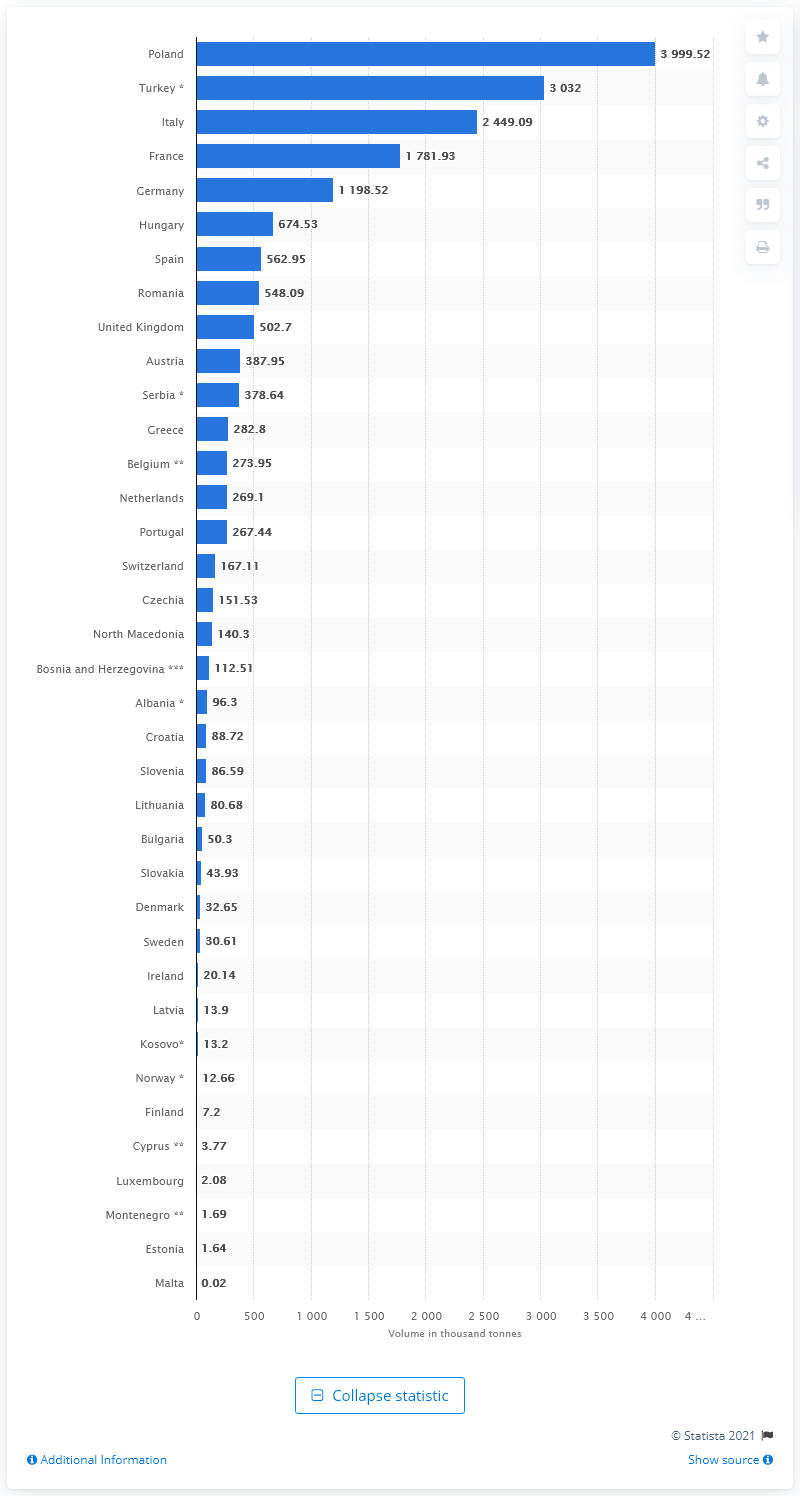 Poland 3 999.52
Turkey * 3 032
Italy 2 449.09
France 1 781.93
Germany 1 198.52
Hungary 674.53
Spain 562.95
Romania 548.09
United Kingdom 502.7
Austria 387.95
Serbia * 378.64
Greece 282.8
Belgium ** 273.95
Netherlands 269.1
Portugal 267.44
Switzerland 167.11
Czechia 151.53
North Macedonia 140.3
Bosnia and Herzegovina *** 112.51
Albania * 96.3
Croatia 88.72
Slovenia 86.59
Lithuania 80.68
Bulgaria 50.3
Slovakia 43.93
Denmark 32.65
Sweden 30.61
Ireland 20.14
Latvia 13.9
Kosovo* 13.2
Norway * 12.66
Finland 7.2
Cyprus ** 3.77
Luxembourg 2.08
Montenegro ** 1.69
Estonia 1.64
Malta 0.02
0 500 1 000 1 500 2 000 2 500 3 000 3 500 4 000 4 ...
Volume in thousand tonnes
Collapse statistic
© Statista 2021
Additional Information Show source